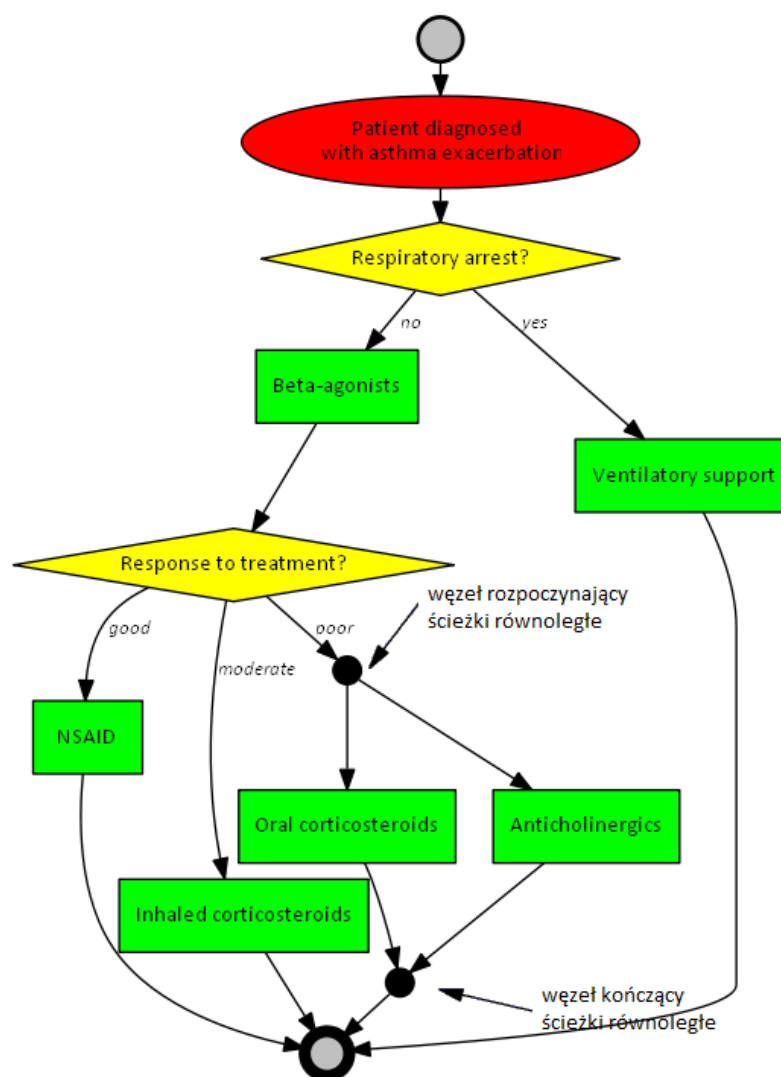 Patient diagnosed
with asthma exacerbation
Respiratory arrest?
no
yes
Beta-agonists
Ventilatory support
Response to treatment?
good
moderate
poor
węzeł rozpoczynający
ścieżki równoległe
NSAID
Oral corticosteroids
Anticholinergics
Inhaled corticosteroids
węzeł kończący
ścieżki równoległe